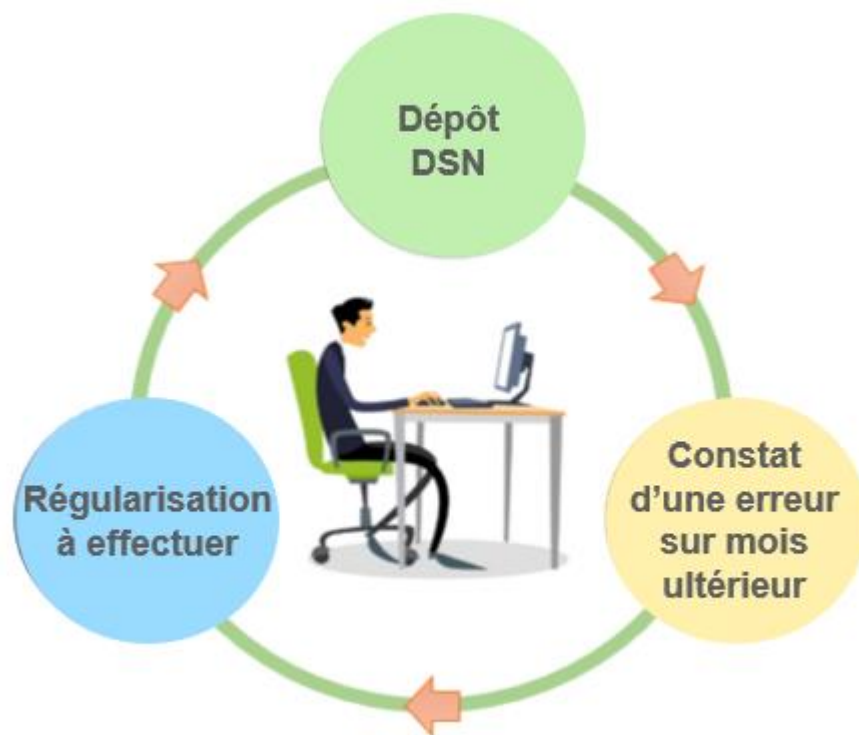 Dépôt
DSN
Régularisation
à effectuer
Constat
d'une erreur
sur mois
ultérieur